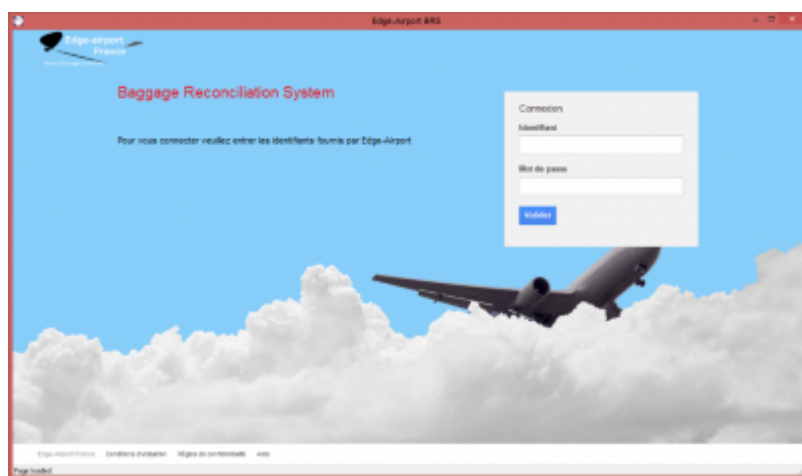 Edge-Airport BRS
Edge-airport
France
Baggage Reconciliation System
Pour vous connecter veuillez entrer les identifiants fournis par Edge-Airport
Connexion
Identifiant
Mot de passe
Valider
Edge-Airport France Conditions d'utilisation Règles de confidentialité Aide
Page loaded